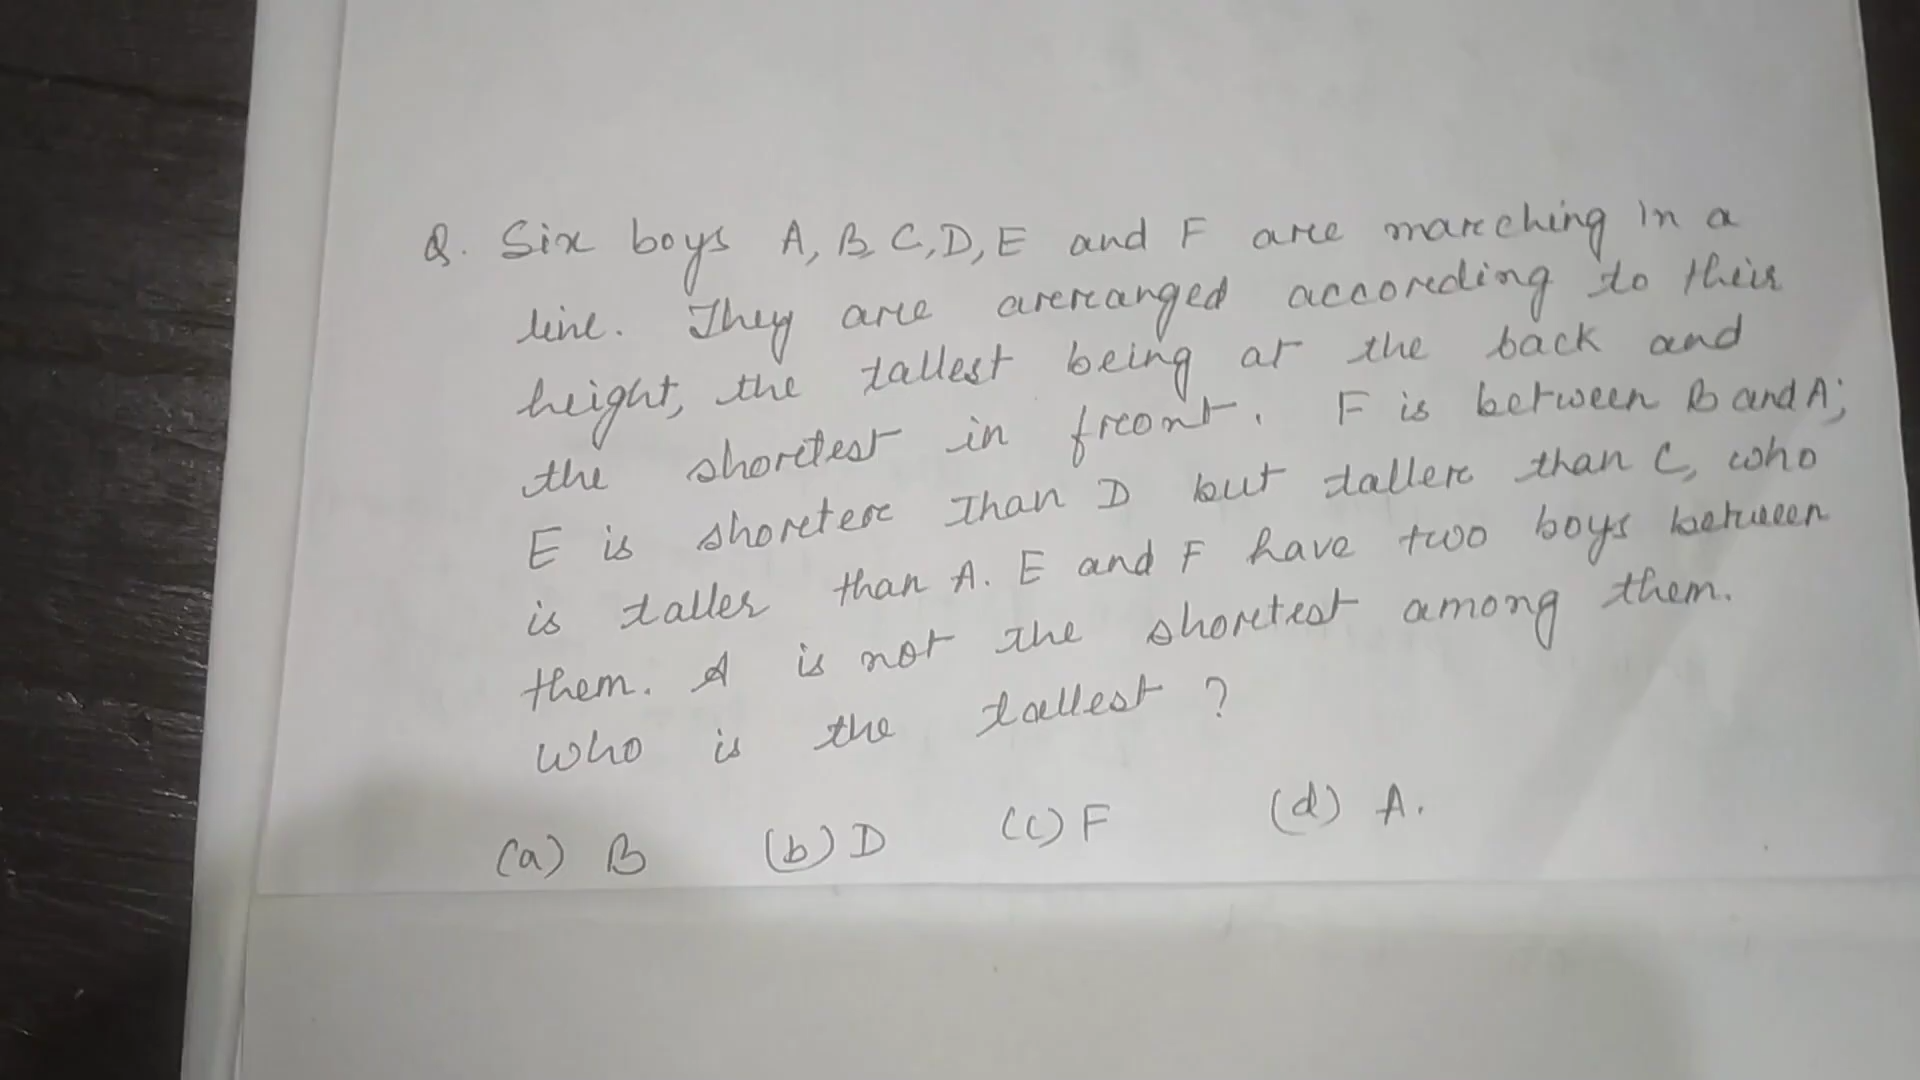 Q. Six boys A, B C, D, E and F are marching in a
line. They are arranged according to their
height, the tallest being at the back and
the shortest in front. F is between B and A;
E is shorter than D but taller than C, who
is taller than A. E and F have two boys between
them. A is not the shortest among them.
who is the tallest ?
(a) B (b) D (c) F (d) A.